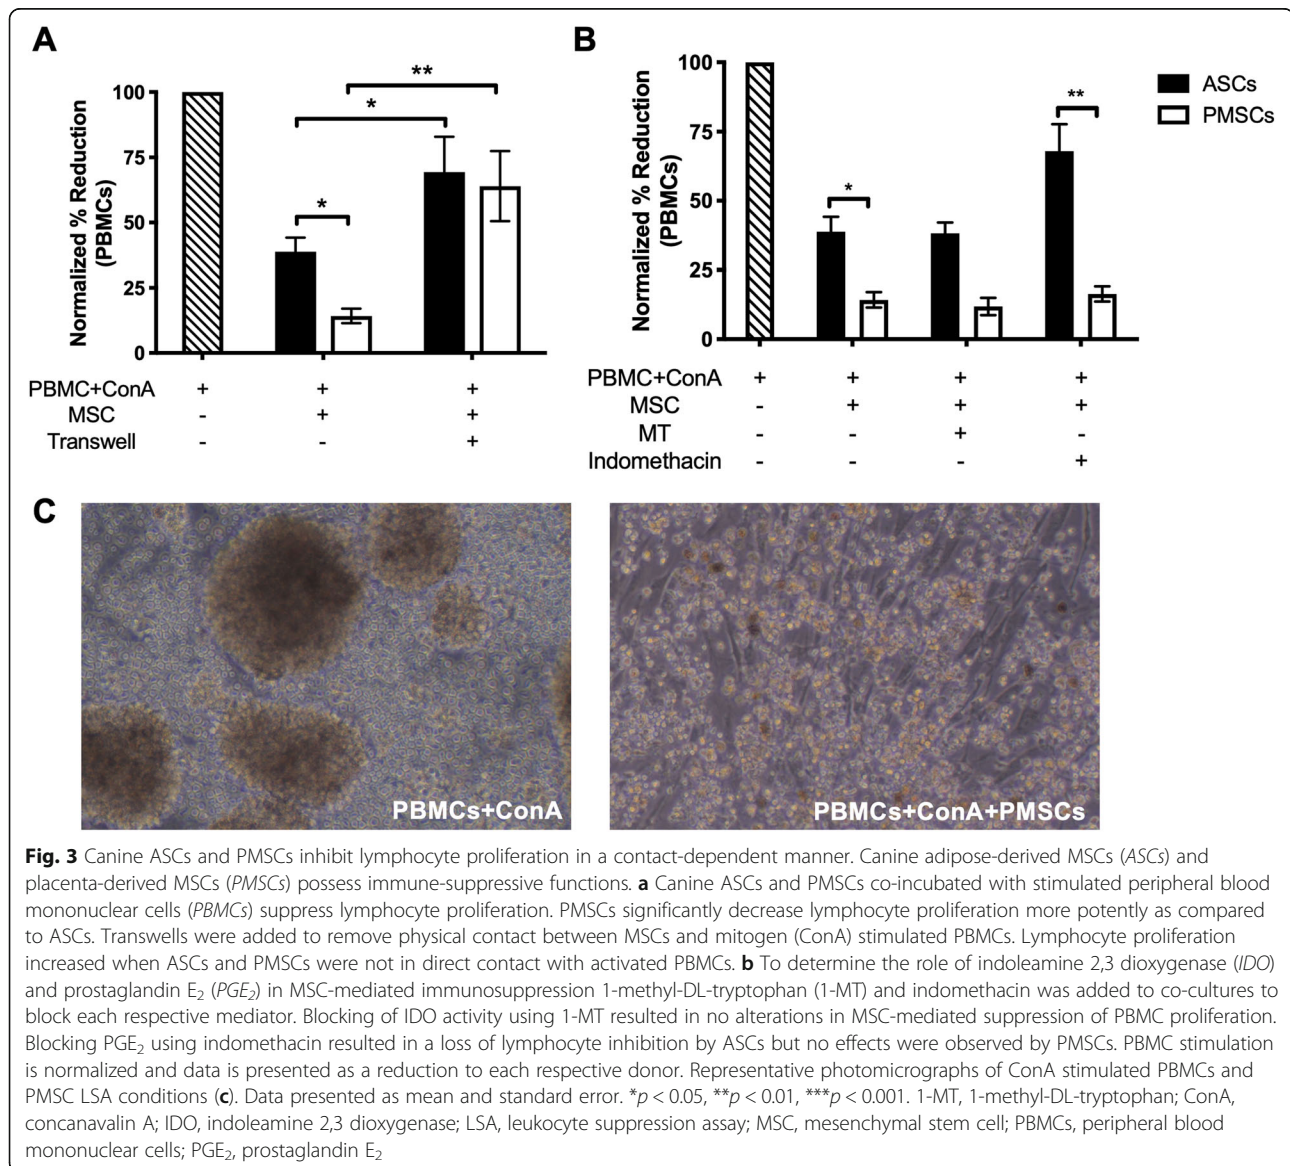 A
B
Normalized % Reduction
(PBMCs)
100
75
50
25
0
*
*
**
PBMC+ConA + + +
MSC - + +
Transwell - - +
Normalized % Reduction
(PBMCs)
100
75
50
25
0
*
**
ASCs
PMSCs
PBMC+ConA + + + +
MSC - + + +
MT - - + -
Indomethacin - - - +
C
PBMCs+ConA
PBMCs+ConA+PMSCs
Fig. 3 Canine ASCs and PMSCs inhibit lymphocyte proliferation in a contact-dependent manner. Canine adipose-derived MSCs (ASCs) and
placenta-derived MSCs (PMSCs) possess immune-suppressive functions. a Canine ASCs and PMSCs co-incubated with stimulated peripheral blood
mononuclear cells (PBMCs) suppress lymphocyte proliferation. PMSCs significantly decrease lymphocyte proliferation more potently as compared
to ASCs. Transwells were added to remove physical contact between MSCs and mitogen (ConA) stimulated PBMCs. Lymphocyte proliferation
increased when ASCs and PMSCs were not in direct contact with activated PBMCs. b To determine the role of indoleamine 2,3 dioxygenase (IDO)
and prostaglandin E₂ (PGE₂) in MSC-mediated immunosuppression 1-methyl-DL-tryptophan (1-MT) and indomethacin was added to co-cultures to
block each respective mediator. Blocking of IDO activity using 1-MT resulted in no alterations in MSC-mediated suppression of PBMC proliferation.
Blocking PGE₂ using indomethacin resulted in a loss of lymphocyte inhibition by ASCs but no effects were observed by PMSCs. PBMC stimulation
is normalized and data is presented as a reduction to each respective donor. Representative photomicrographs of ConA stimulated PBMCs and
PMSC LSA conditions (c). Data presented as mean and standard error. *p < 0.05, **p < 0.01, ***p < 0.001. 1-MT, 1-methyl-DL-tryptophan; ConA,
concanavalin A; IDO, indoleamine 2,3 dioxygenase; LSA, leukocyte suppression assay; MSC, mesenchymal stem cell; PBMCs, peripheral blood
mononuclear cells; PGE₂, prostaglandin E₂